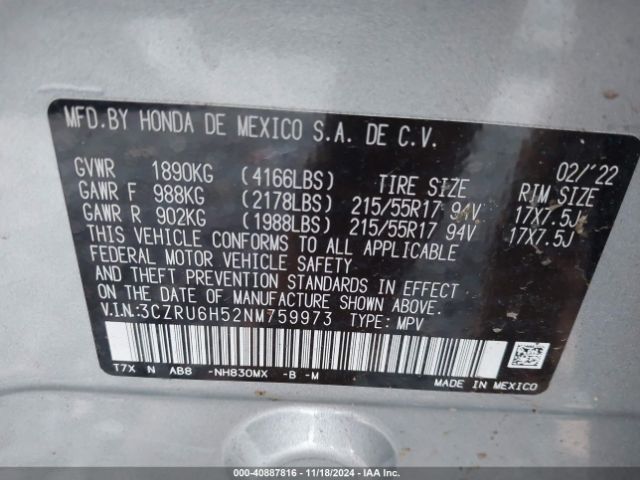 MFD.BY HONDA DE MEXICO S.A. DE C.V.
GVWR 1890KG (4166LBS) TIRE SIZE 02/'22 RIM SIZE
GAWR F 988KG (2178LBS) 215/55R17 94V 17X7.5J
GAWR R 902KG (1988LBS) 215/55R17 94V 17X7.5J
THIS VEHICLE CONFORMS TO ALL APPLICABLE
FEDERAL MOTOR VEHICLE SAFETY
AND THEFT PREVENTION STANDARDS IN EFFECT
ON THE DATE OF MANUFACTURE SHOWN ABOVE.
V.I.N.:3CZRU6H52NM759973 TYPE: MPV
T7X N AB8 -NH830MX -B -M
MADE IN MEXICO
000-40887816 - 11/18/2024 - IAA Inc.